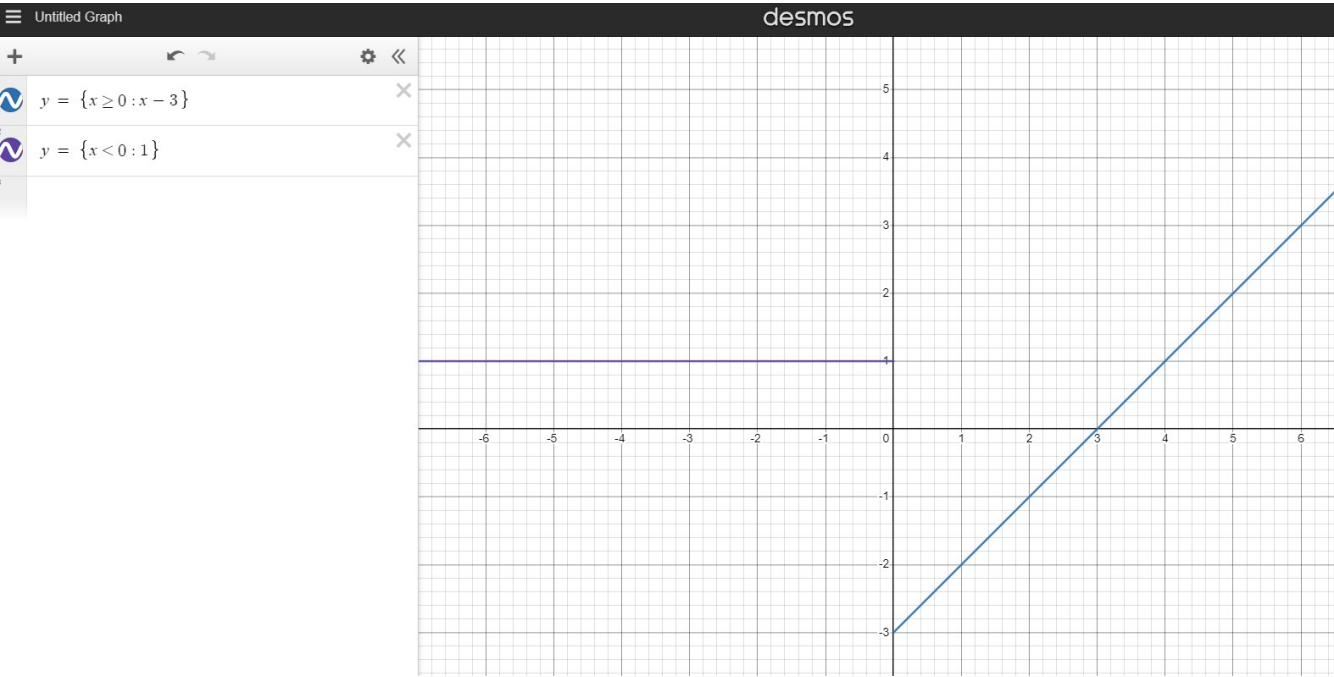 Untitled Graph
desmos
y = {x ≥ 0 : x − 3}
y = {x < 0 : 1}
5
4
3
2
1
-6 -5 -4 -3 -2 -1 0 1 2 3 4 5 6
-1
-2
-3